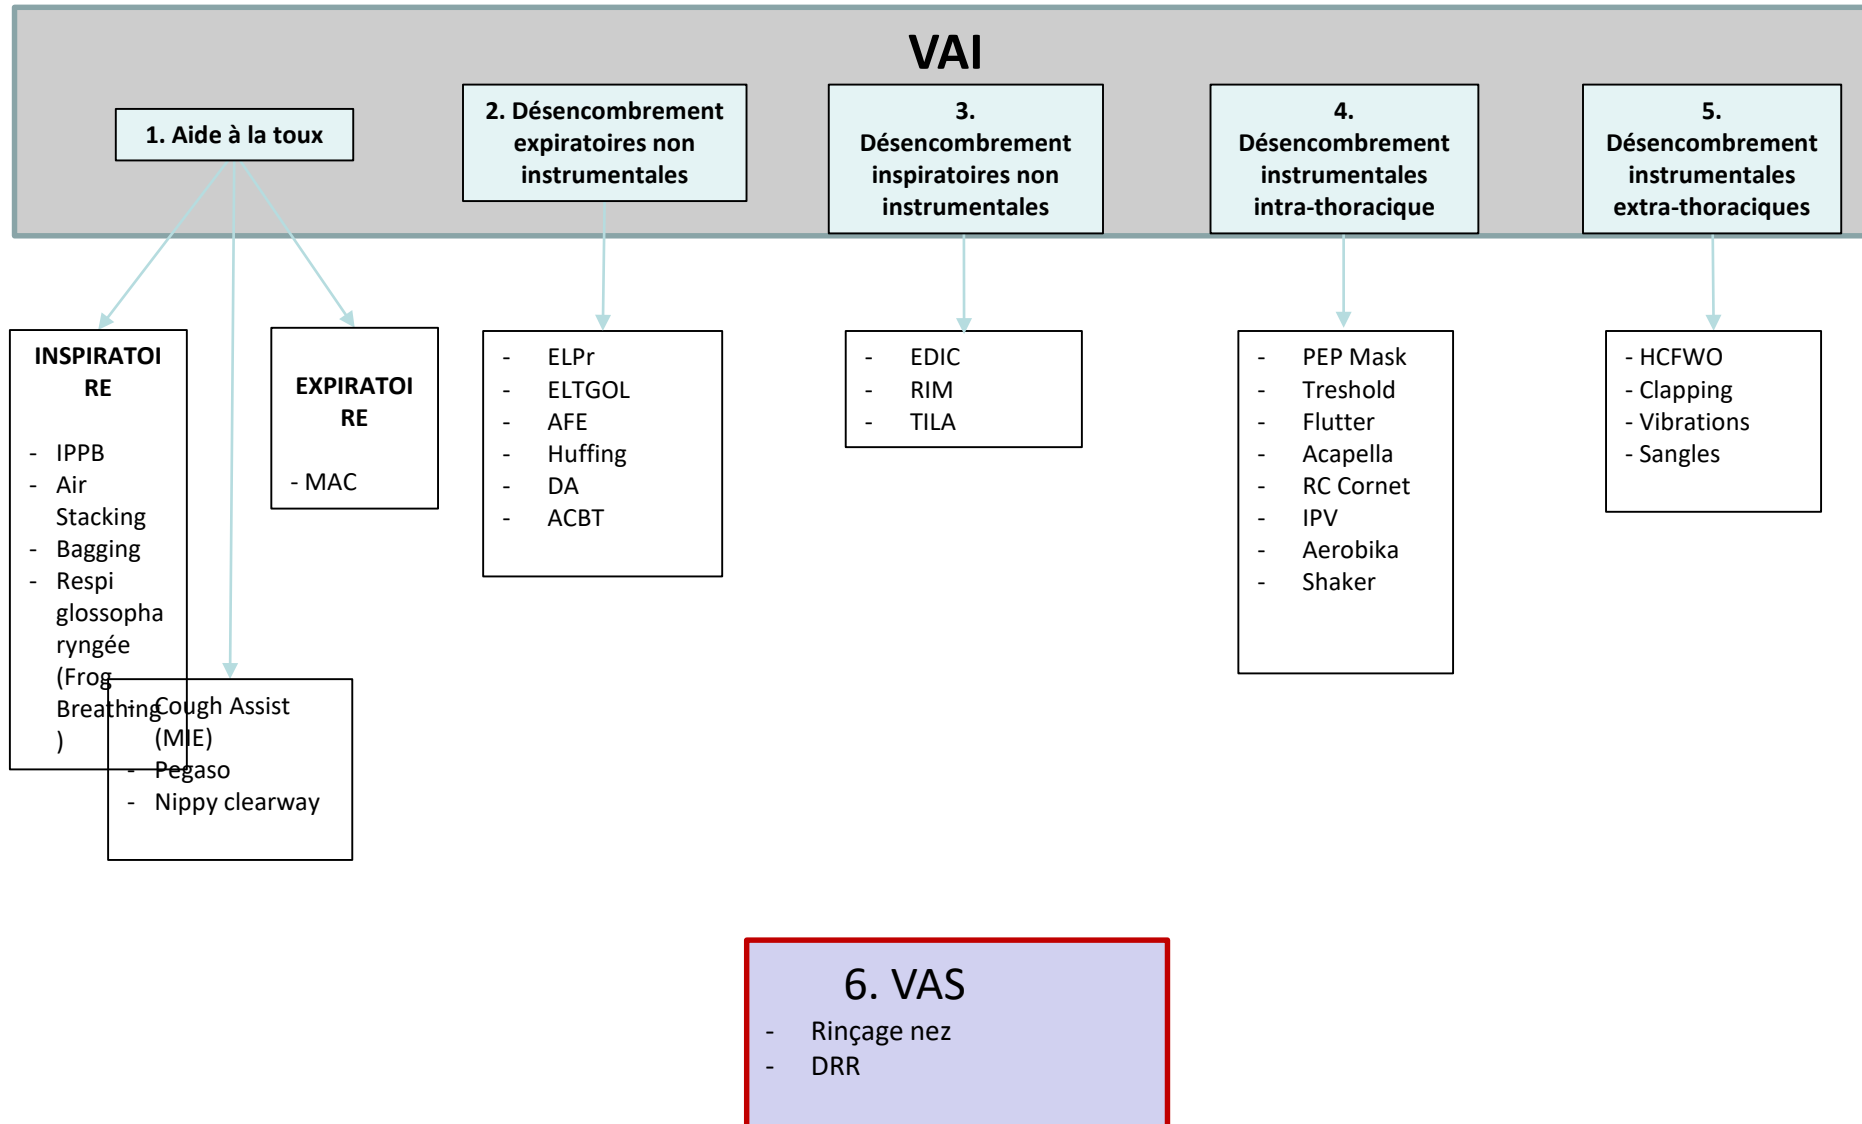 VAI
1. Aide à la toux
2. Désencombrement
expiratoires non
instrumentales
3.
Désencombrement
inspiratoires non
instrumentales
4.
Désencombrement
instrumentales
intra-thoracique
5.
Désencombrement
instrumentales
extra-thoraciques
INSPIRATOI
RE
- IPPB
- Air
Stacking
- Bagging
- Respi
glossopha
ryngée
(Frog
Breathing
)
EXPIRATOI
RE
- MAC
- Cough Assist
(MIE)
- Pegaso
- Nippy clearway
- ELPr
- ELTGOL
- AFE
- Huffing
- DA
- ACBT
- EDIC
- RIM
- TILA
- PEP Mask
- Treshold
- Flutter
- Acapella
- RC Cornet
- IPV
- Aerobika
- Shaker
- HCFWO
- Clapping
- Vibrations
- Sangles
6. VAS
- Rinçage nez
- DRR